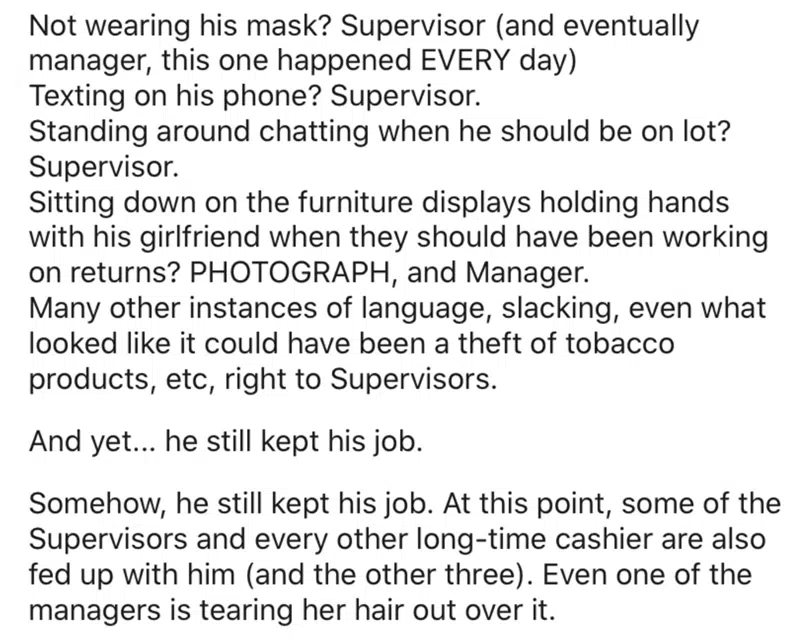 Not wearing his mask? Supervisor (and eventually
manager, this one happened EVERY day)
Texting on his phone? Supervisor.
Standing around chatting when he should be on lot?
Supervisor.
Sitting down on the furniture displays holding hands
with his girlfriend when they should have been working
on returns? PHOTOGRAPH, and Manager.
Many other instances of language, slacking, even what
looked like it could have been a theft of tobacco
products, etc, right to Supervisors.
And yet... he still kept his job.
Somehow, he still kept his job. At this point, some of the
Supervisors and every other long-time cashier are also
fed up with him (and the other three). Even one of the
managers is tearing her hair out over it.